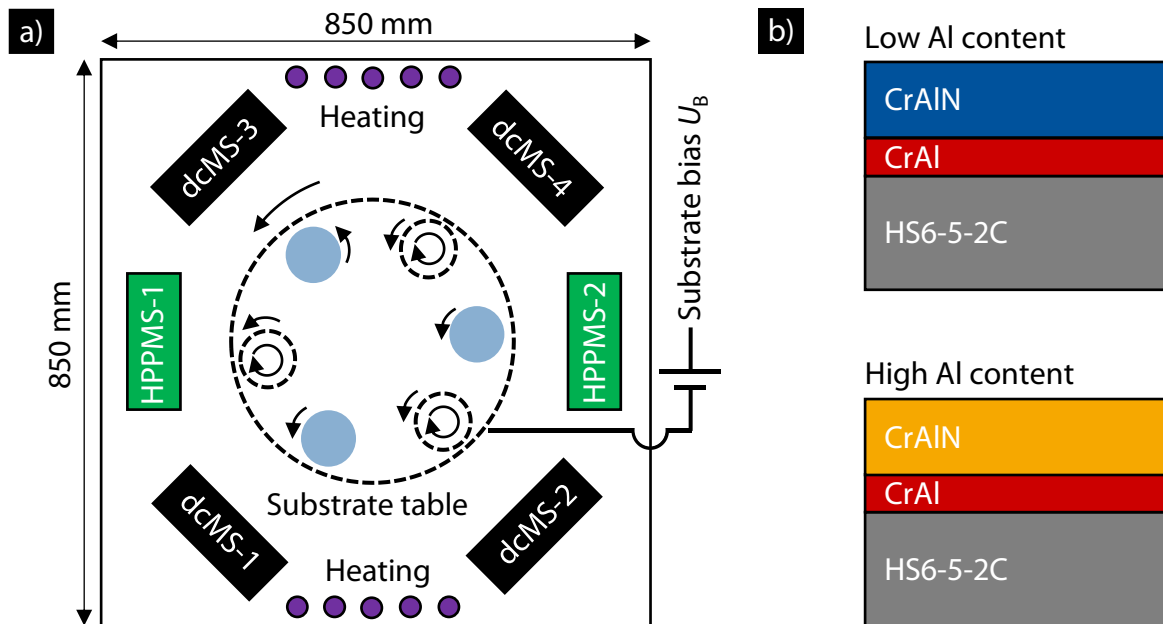 a)
850 mm
850 mm
Heating
dcMS-3
dcMS-4
HPPMS-1
HPPMS-2
Substrate bias U_B
Substrate table
dcMS-1
dcMS-2
Heating
b)
Low Al content
CrAlN
CrAl
HS6-5-2C
High Al content
CrAlN
CrAl
HS6-5-2C